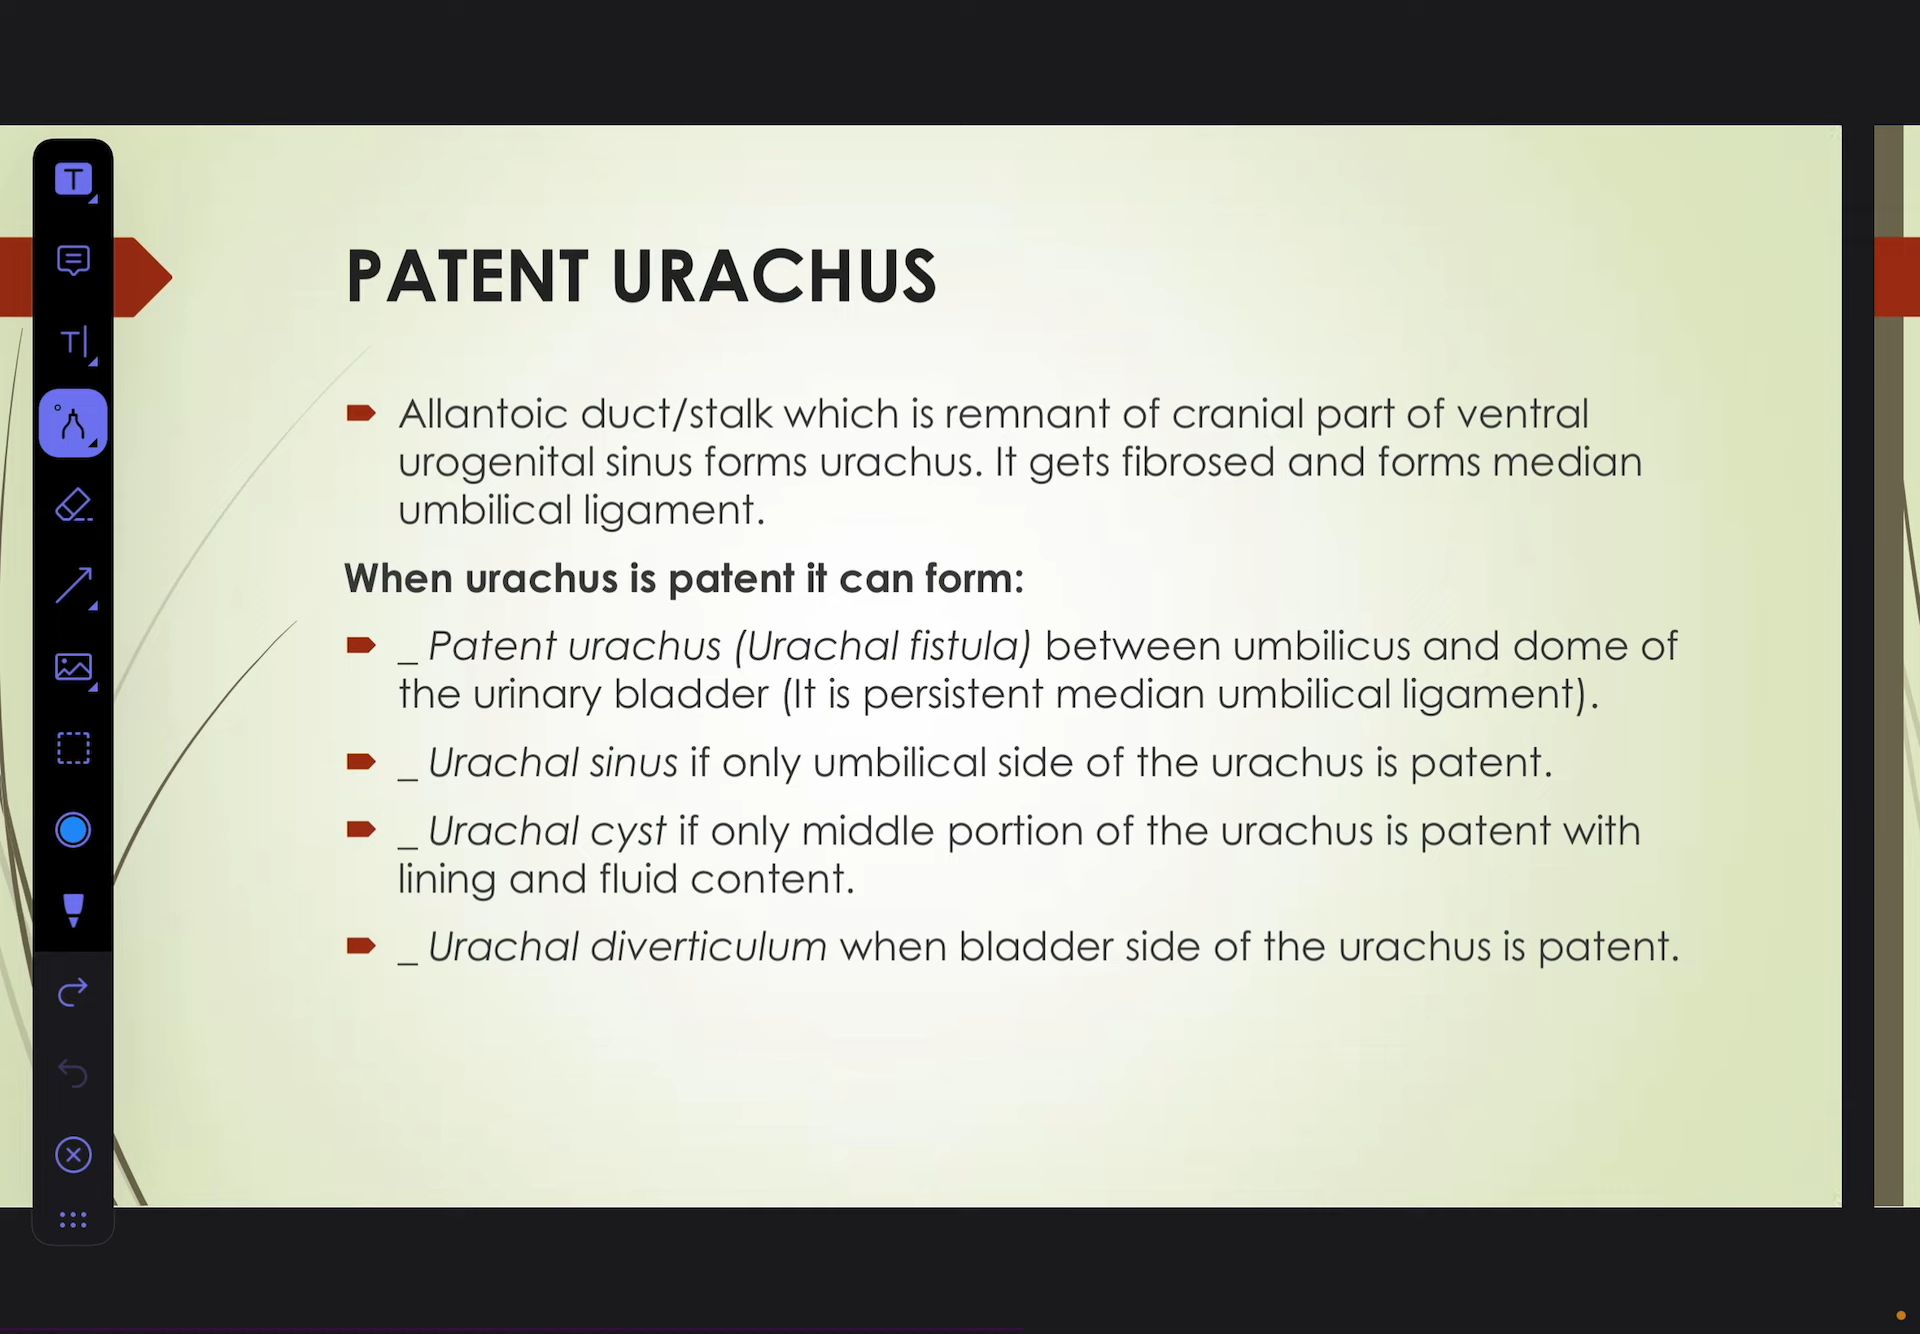 PATENT URACHUS
Allantoic duct/stalk which is remnant of cranial part of ventral
urogenital sinus forms urachus. It gets fibrosed and forms median
umbilical ligament.
When urachus is patent it can form:
_ Patent urachus (Urachal fistula) between umbilicus and dome of
the urinary bladder (It is persistent median umbilical ligament).
_ Urachal sinus if only umbilical side of the urachus is patent.
_ Urachal cyst if only middle portion of the urachus is patent with
lining and fluid content.
_ Urachal diverticulum when bladder side of the urachus is patent.